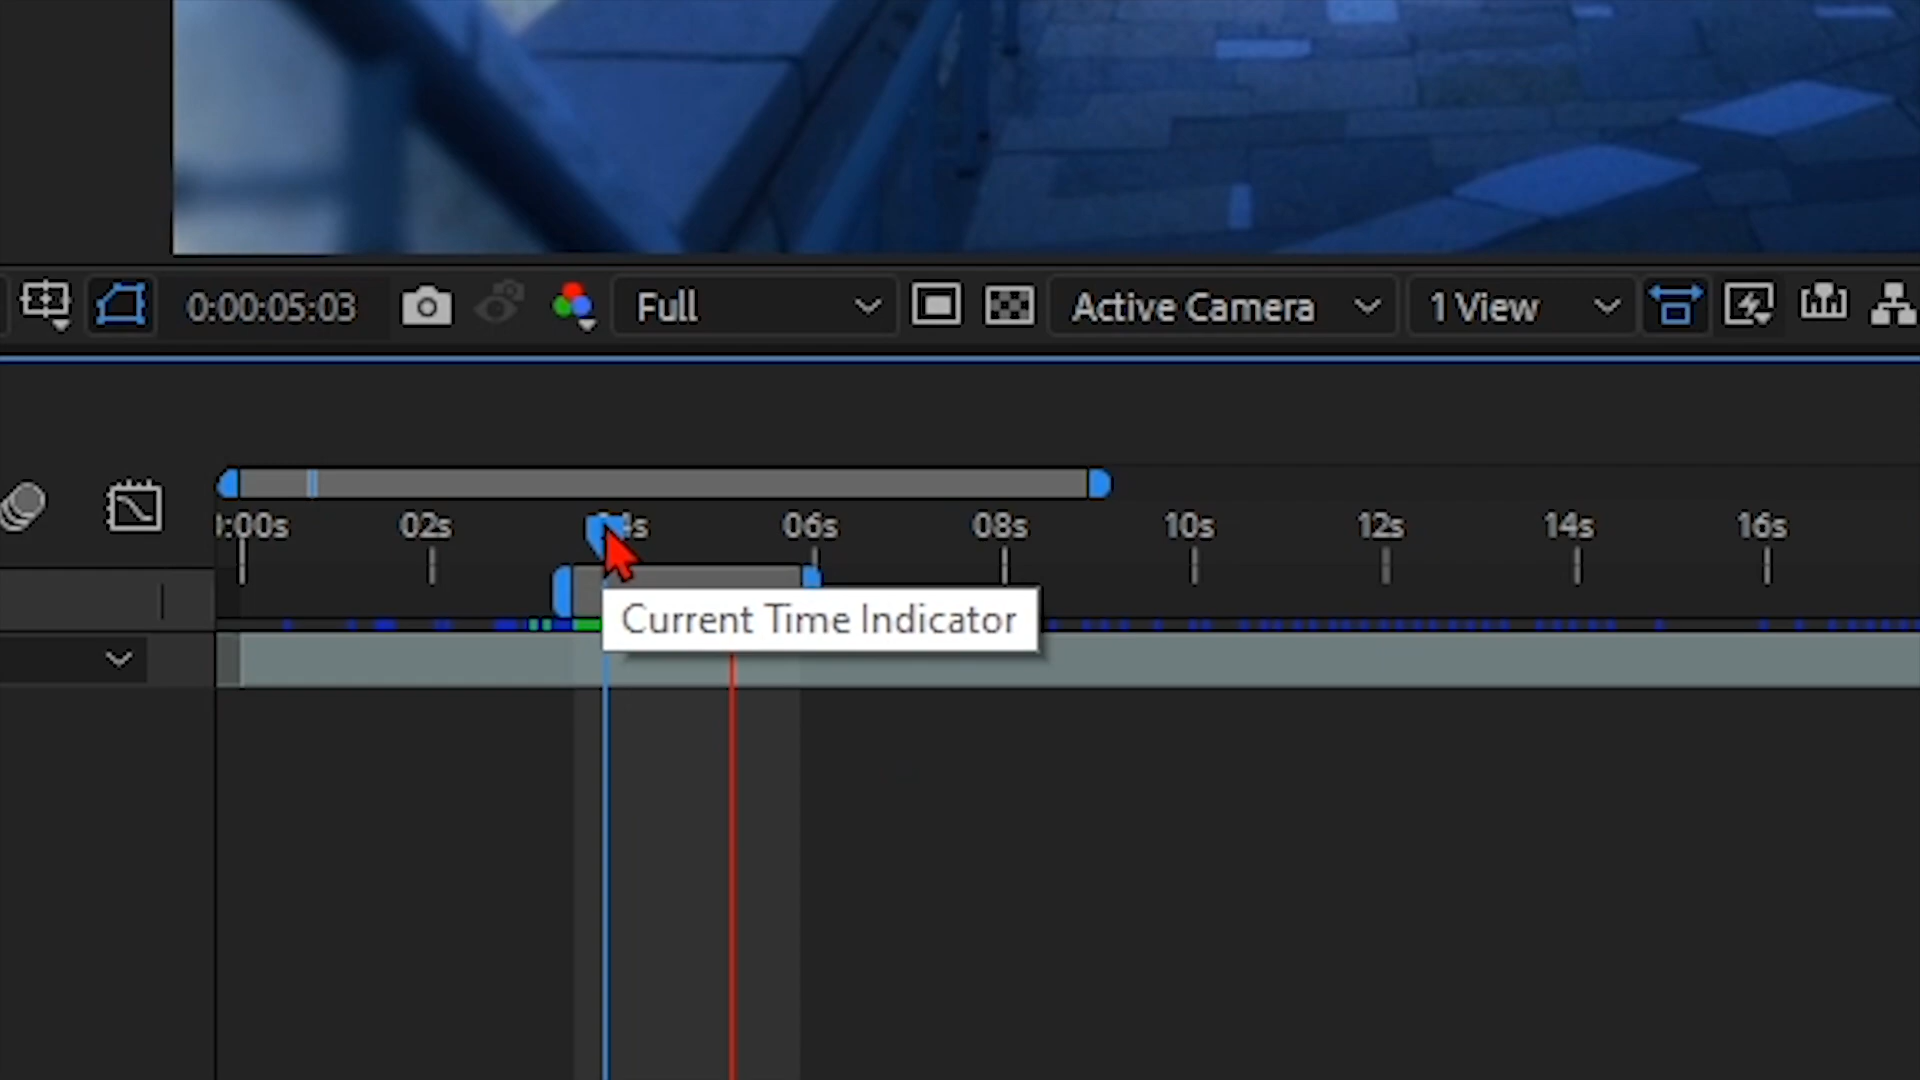 0:00:05:03 Full Active Camera 1 View
:00s 02s 4s 06s 08s 10s 12s 14s 16s
Current Time Indicator